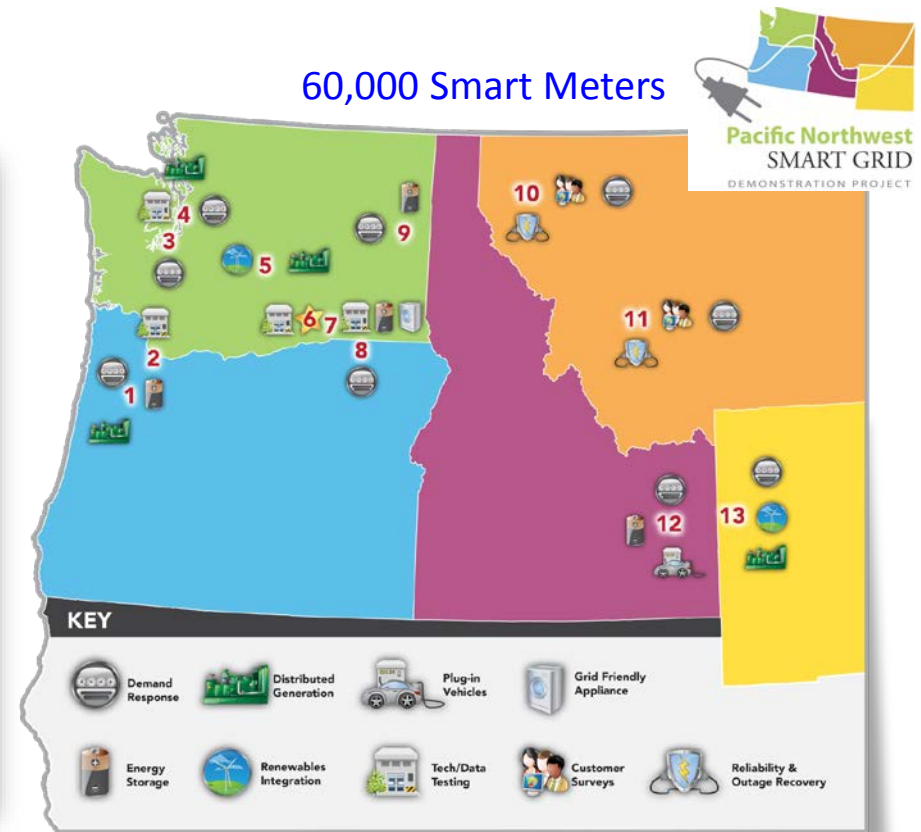 60,000 Smart Meters
Pacific Northwest
SMART GRID
DEMONSTRATION PROJECT
4
3
5
9
10
6
7
11
2
8
1
12
13
KEY
Demand
Response
Distributed
Generation
Plug-in
Vehicles
Grid Friendly
Appliance
Energy
Storage
Renewables
Integration
Tech/Data
Testing
Customer
Surveys
Reliability &
Outage Recovery